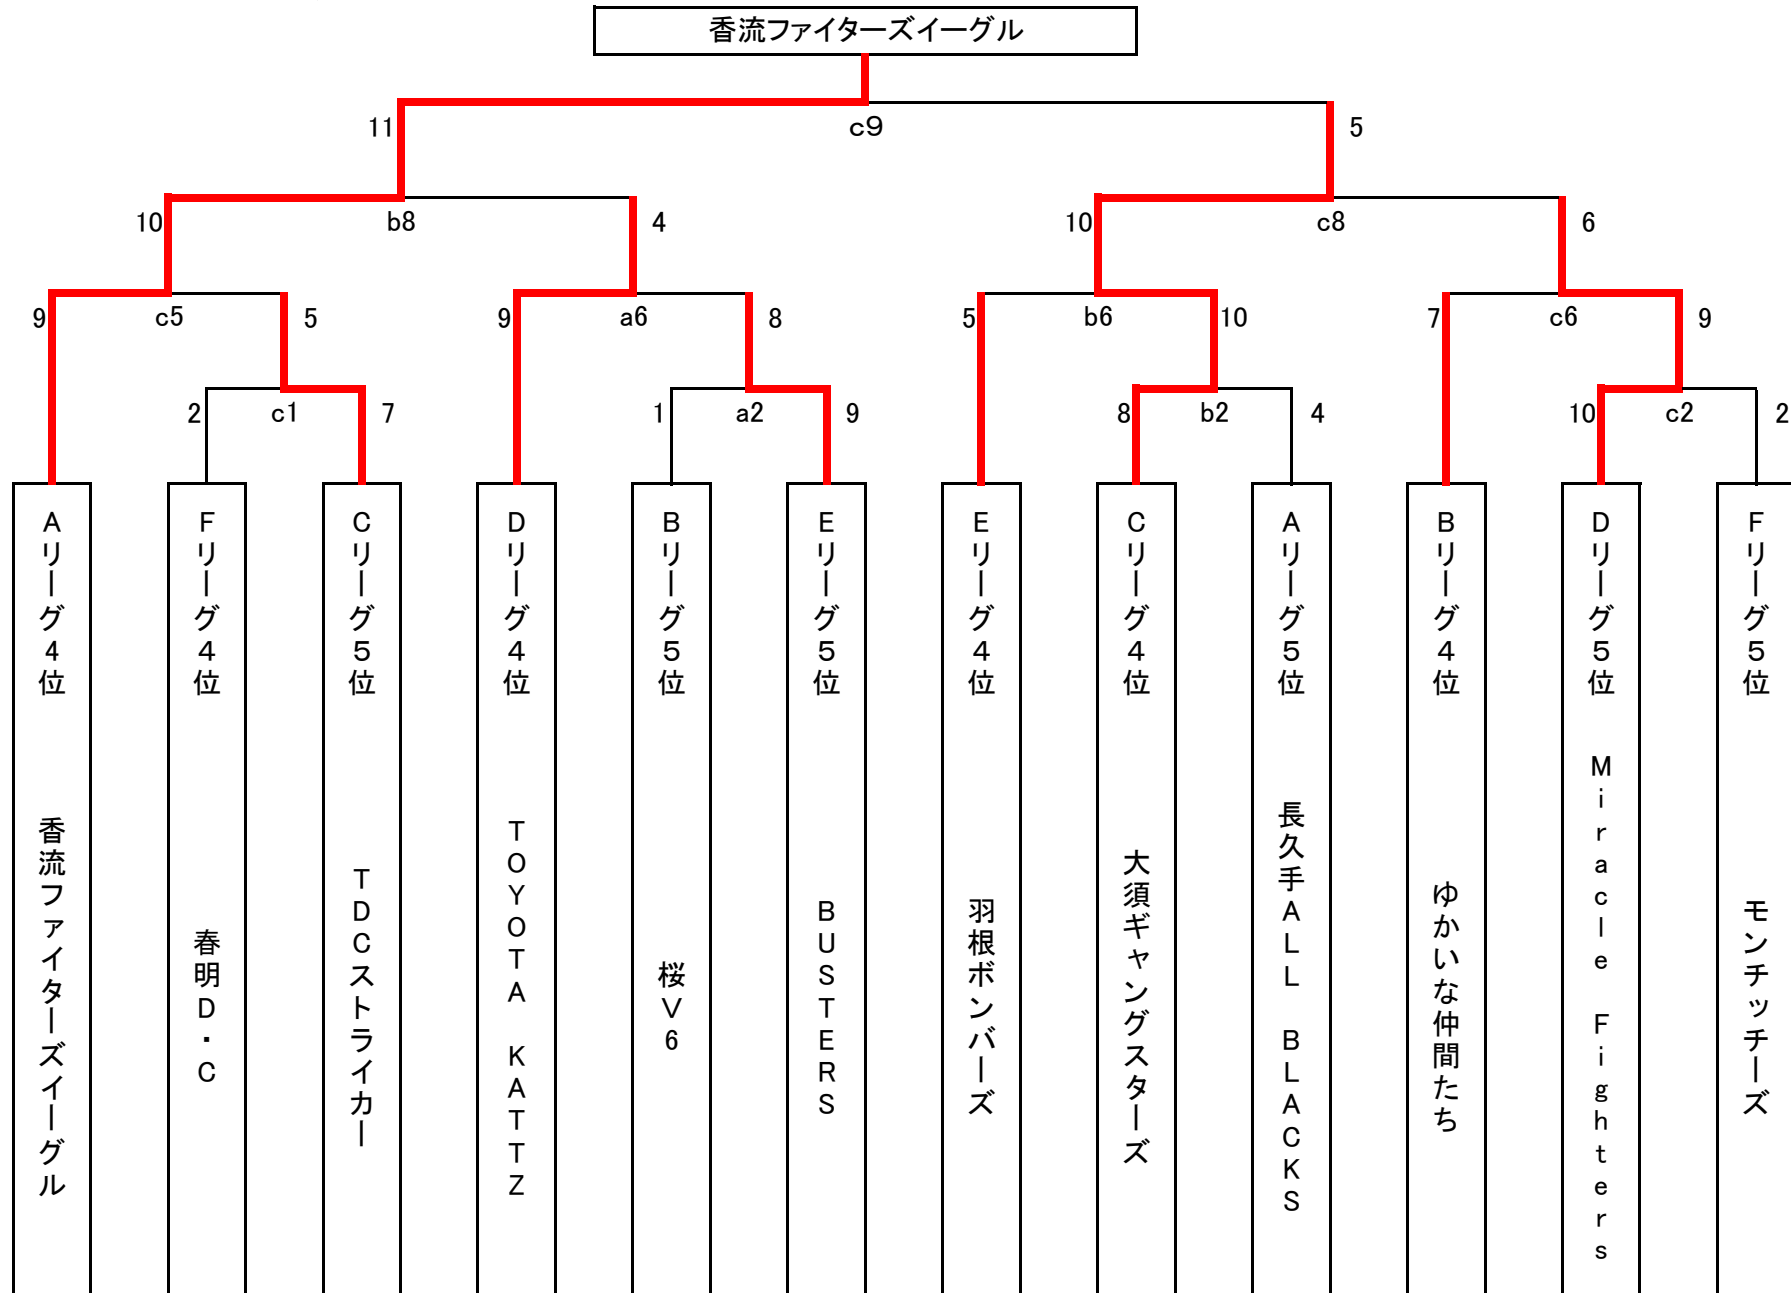 香流ファイターズイーグル
11 c9 5
10 b8 4 10 c8 6
9 c5 5 9 a6 8 5 b6 10 7 c6 9
2 c1 7 1 a2 9 8 b2 4 10 c2 2
Aリーグ4位 香流ファイターズイーグル
Fリーグ4位 春明D・C
Cリーグ5位 TDCストライカー
Dリーグ4位 TOYOTA KATTZ
Bリーグ5位 桜V6
Eリーグ5位 BUSTERS
Eリーグ4位 羽根ボンバーズ
Cリーグ4位 大須ギャングスターズ
Aリーグ5位 長久手ALL BLACKS
Bリーグ4位 ゆかいな仲間たち
Dリーグ5位 Miracle Fighters
Fリーグ5位 モンチッチーズ